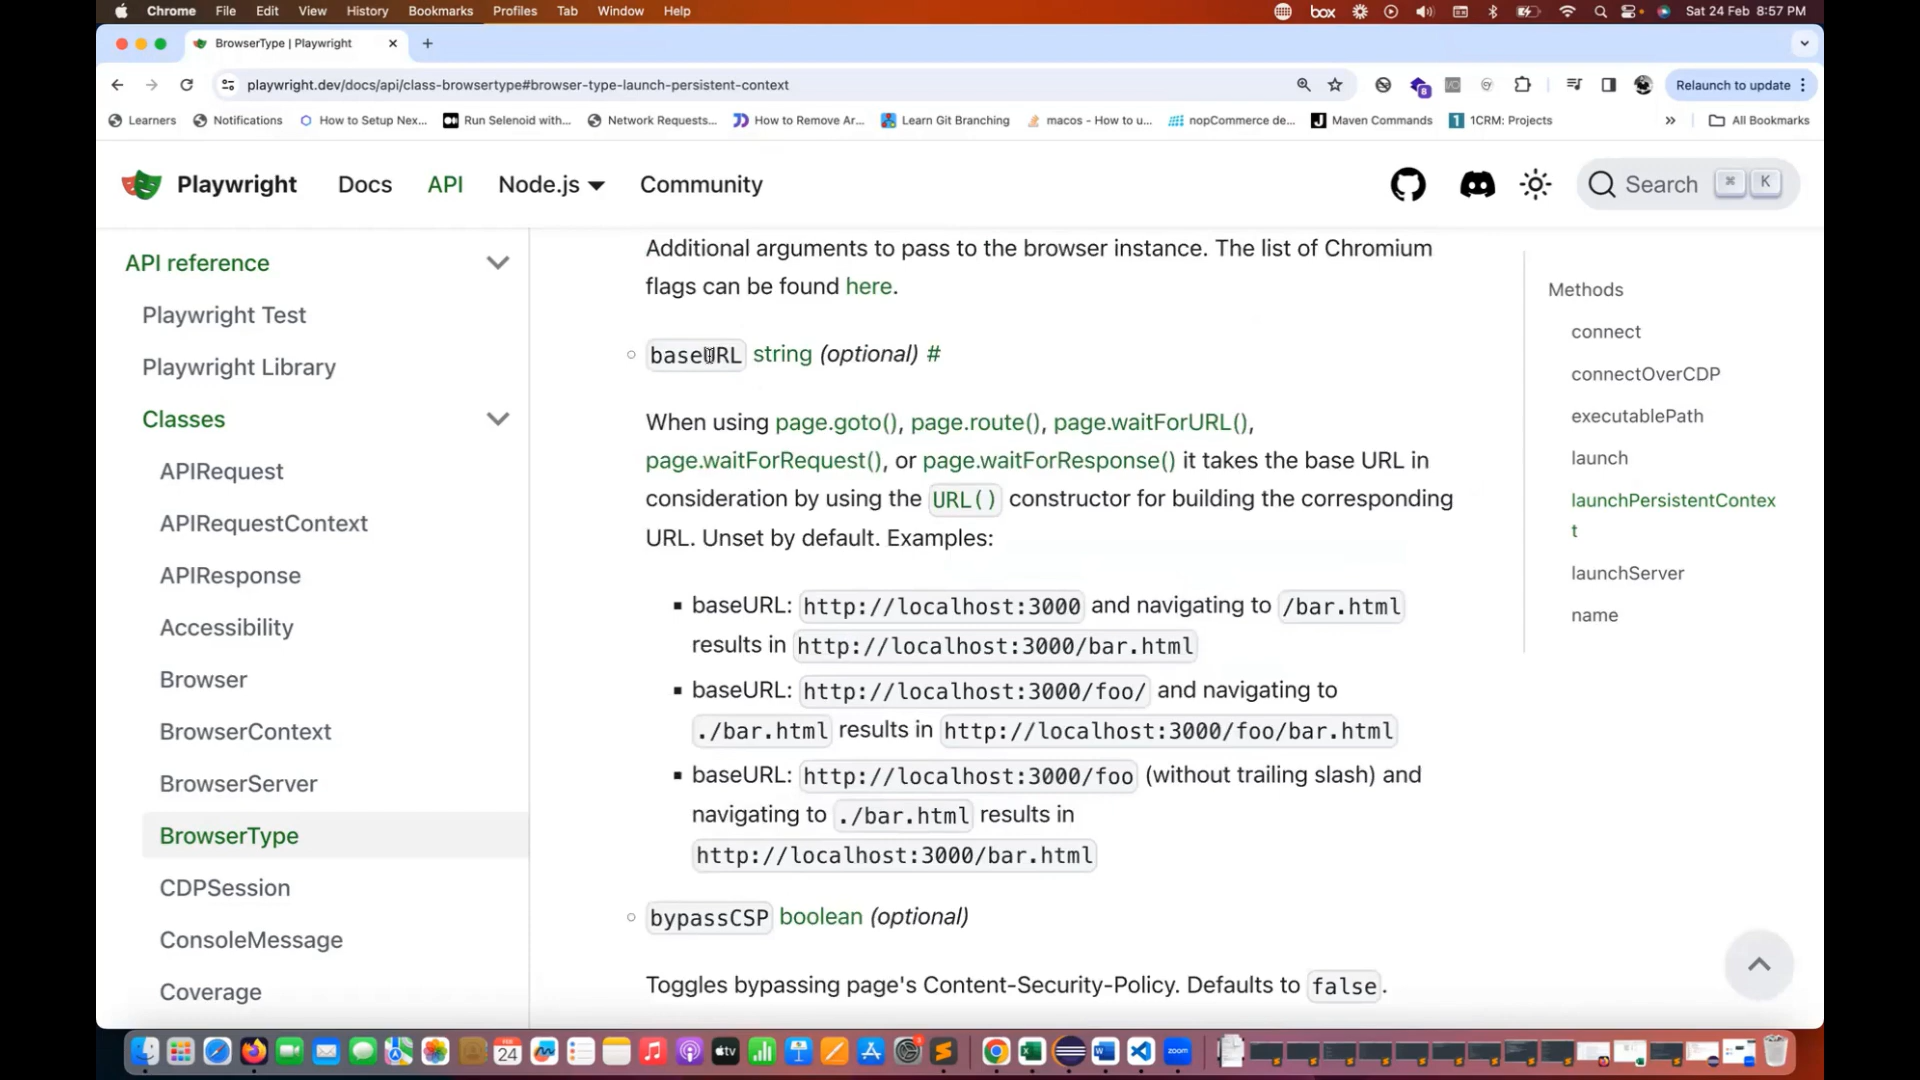 Chrome File Edit View History Bookmarks Profiles Tab Window Help box Sat 24 Feb 8:57 PM
BrowserType | Playwright
playwright.dev/docs/api/class-browsertype#browser-type-launch-persistent-context Relaunch to update
Learners Notifications How to Setup Nex... Run Selenoid with... Network Requests... How to Remove Ar... Learn Git Branching macos - How to u... nopCommerce de... Maven Commands 1CRM: Projects » All Bookmarks
Playwright Docs API Node.js Community Search ⌘ K
API reference
Playwright Test
Playwright Library
Classes
APIRequest
APIRequestContext
APIResponse
Accessibility
Browser
BrowserContext
BrowserServer
BrowserType
CDPSession
ConsoleMessage
Coverage
Additional arguments to pass to the browser instance. The list of Chromium
flags can be found here.
baseURL string (optional) #
When using page.goto(), page.route(), page.waitForURL(),
page.waitForRequest(), or page.waitForResponse() it takes the base URL in
consideration by using the URL() constructor for building the corresponding
URL. Unset by default. Examples:
baseURL: http://localhost:3000 and navigating to /bar.html
results in http://localhost:3000/bar.html
baseURL: http://localhost:3000/foo/ and navigating to
./bar.html results in http://localhost:3000/foo/bar.html
baseURL: http://localhost:3000/foo (without trailing slash) and
navigating to ./bar.html results in
http://localhost:3000/bar.html
bypassCSP boolean (optional)
Toggles bypassing page's Content-Security-Policy. Defaults to false.
Methods
connect
connectOverCDP
executablePath
launch
launchPersistentContex
t
launchServer
name
FEB
24
tv
zoom